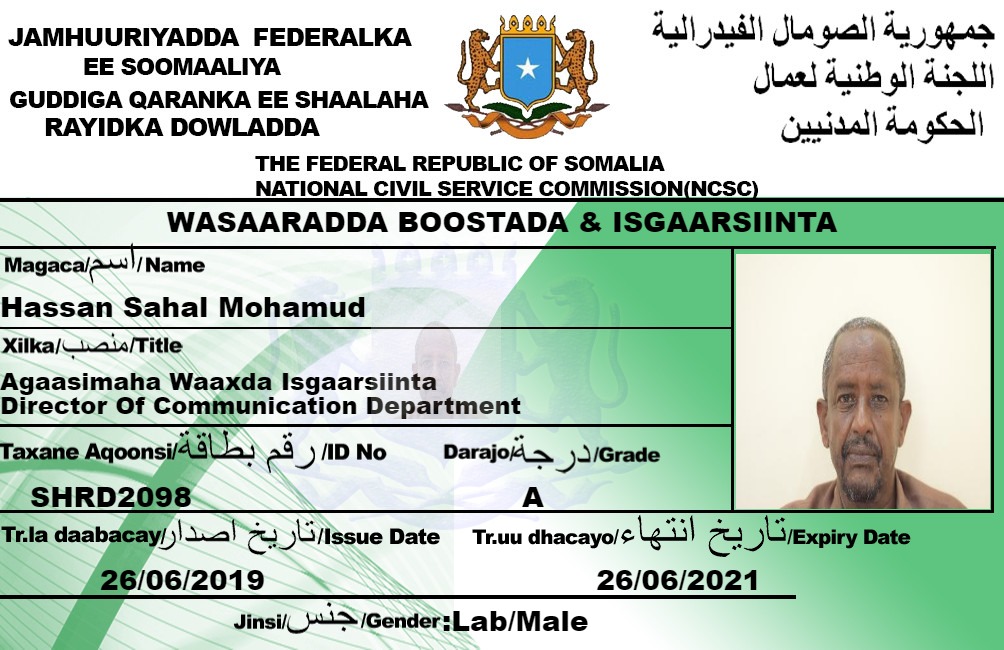 JAMHUURIYADDA FEDERALKA
EE SOOMAALIYA
GUDDIGA QARANKA EE SHAALAHA
RAYIDKA DOWLADDA
جمهورية الصومال الفيدرالية
اللجنة الوطنية لعمال
الحكومة المدنيين
THE FEDERAL REPUBLIC OF SOMALIA
NATIONAL CIVIL SERVICE COMMISSION(NCSC)
WASAARADDA BOOSTADA & ISGAARSIINTA
Magaca/اسم/Name
Hassan Sahal Mohamud
Xilka/منصب/Title
Agaasimaha Waaxda Isgaarsiinta
Director Of Communication Department
Taxane Aqoonsi/رقم بطاقة/ID No
Darajo/درجة/Grade
SHRD2098
A
Tr.la daabacay/تاريخ اصدار/Issue Date
Tr.uu dhacayo/تاريخ انتهاء/Expiry Date
26/06/2019
26/06/2021
Jinsi/جنس/Gender:Lab/Male